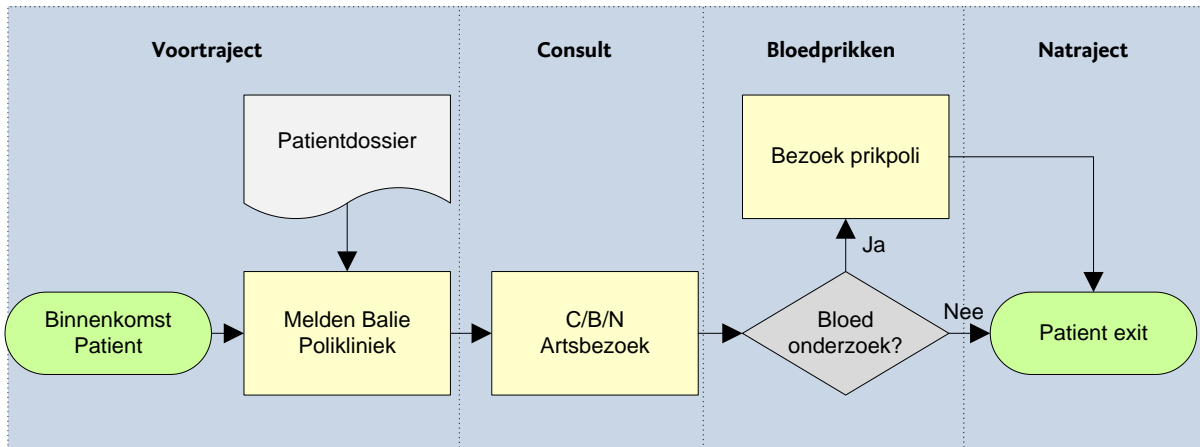 Voortraject
Consult
Bloedprikken
Natraject
Patientdossier
Bezoek prikpoli
Ja
Binnenkomst
Patient
Melden Balie
Polikliniek
C/B/N
Artsbezoek
Bloed
onderzoek?
Nee
Patient exit